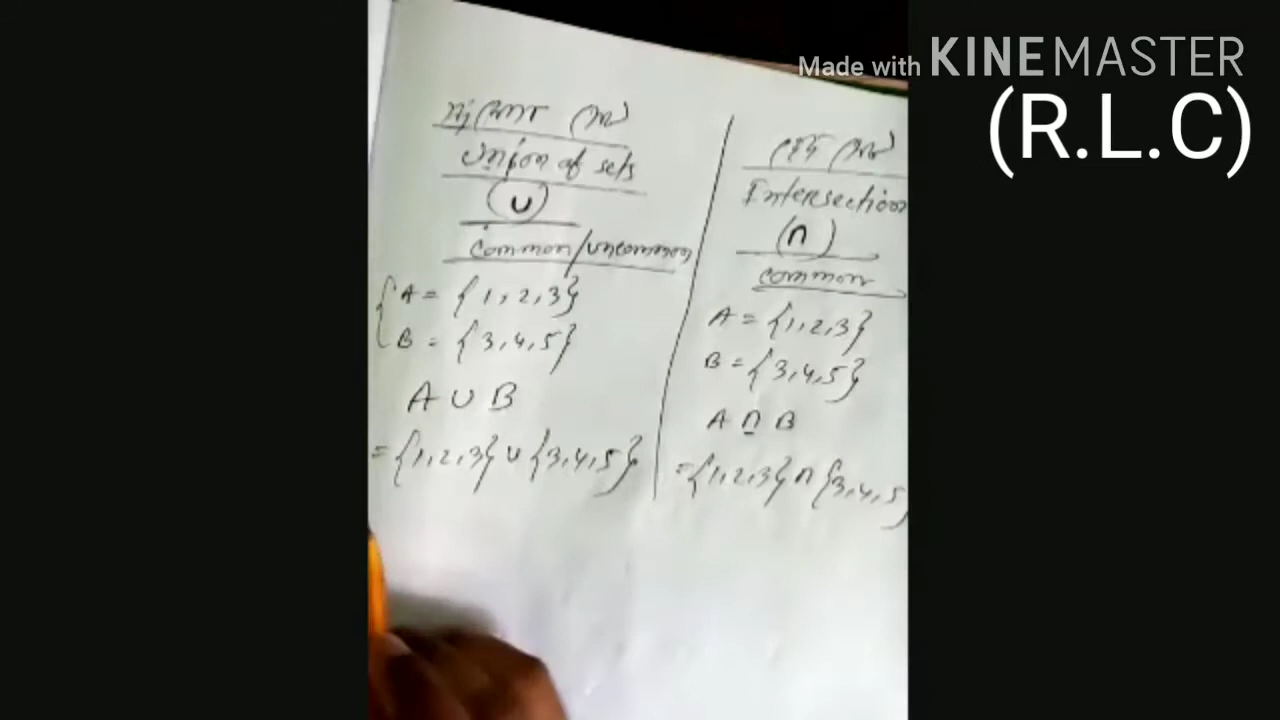 Made with KINEMASTER
(R.L.C)
সংযোগ সেট
Union of sets
(∪)
common/uncommon
A = {1, 2, 3}
B = {3, 4, 5}
A ∪ B
= {1, 2, 3} ∪ {3, 4, 5}
ছেদ সেট
Intersection
(∩)
common
A = {1, 2, 3}
B = {3, 4, 5}
A ∩ B
= {1, 2, 3} ∩ {3, 4, 5